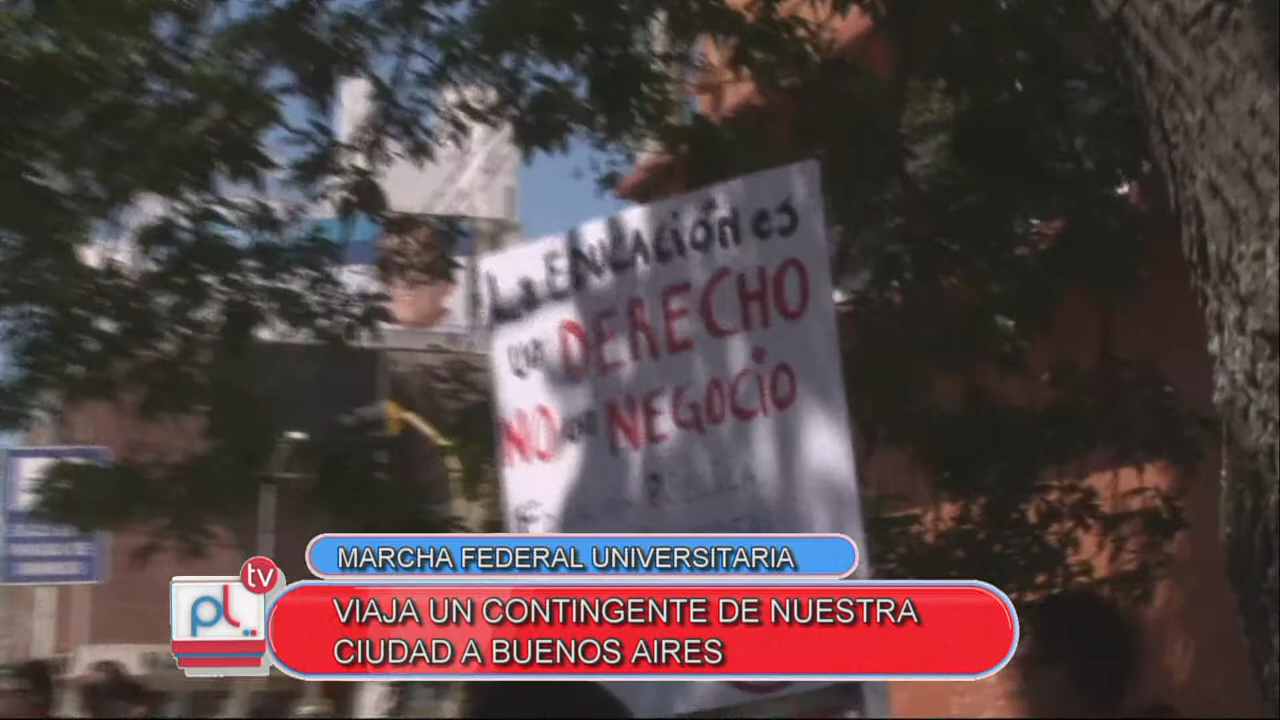 La EDUCACIÓN es
un DERECHO
NO un NEGOCIO
MARCHA FEDERAL UNIVERSITARIA
tv
pl..
VIAJA UN CONTINGENTE DE NUESTRA
CIUDAD A BUENOS AIRES